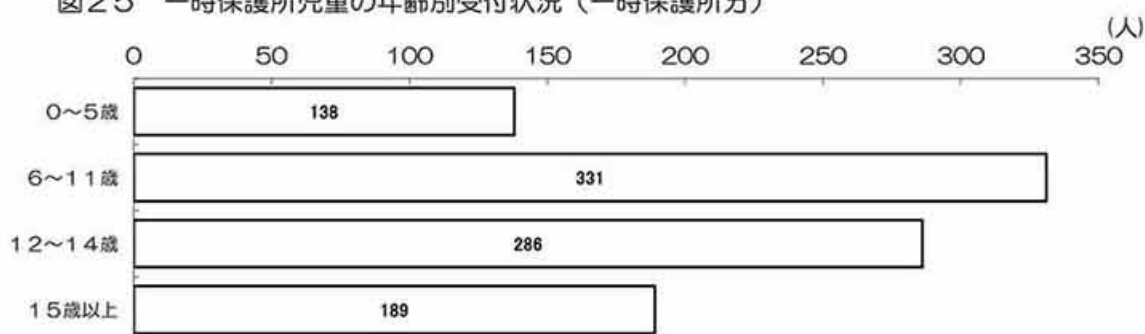 図25 一時保護所児童の年齢別受付状況（一時保護所分）
(人)
0 50 100 150 200 250 300 350
0～5歳 138
6～11歳 331
12～14歳 286
15歳以上 189